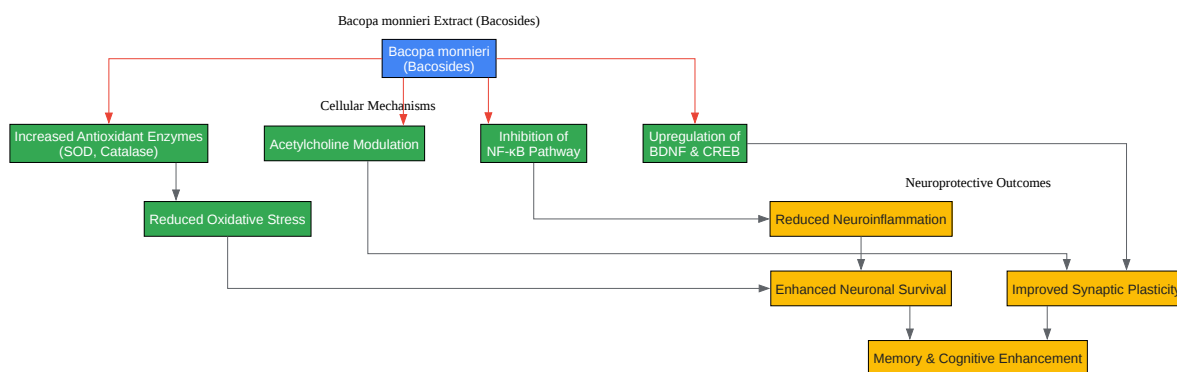 Bacopa monnieri Extract (Bacosides)
Bacopa monnieri
(Bacosides)
Cellular Mechanisms
Increased Antioxidant Enzymes
(SOD, Catalase)
Acetylcholine Modulation
Inhibition of
NF-κB Pathway
Upregulation of
BDNF & CREB
Neuroprotective Outcomes
Reduced Oxidative Stress
Reduced Neuroinflammation
Enhanced Neuronal Survival
Improved Synaptic Plasticity
Memory & Cognitive Enhancement